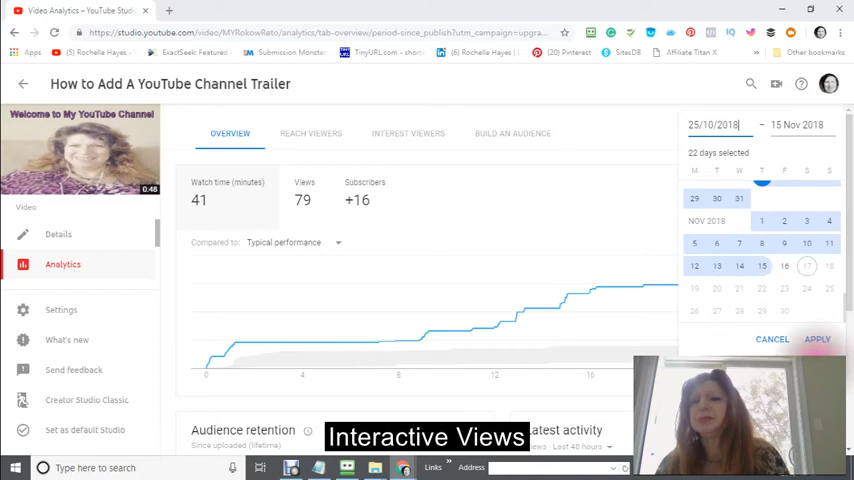 Video Analytics – YouTube Studi
https://studio.youtube.com/video/MYRokowReto/analytics/tab-overview/period-since_publish?utm_campaign=upgra...
Apps (5) Rochelle Hayes ExactSeek: Featured Submission Monster TinyURL.com - shorte (6) Rochelle Hayes | (20) Pinterest SitesDB Affiliate Titan X Other bookmarks
How to Add A YouTube Channel Trailer
Welcome to My YouTube Channel
0:48
Video
Details
Analytics
Settings
What's new
Send feedback
Creator Studio Classic
Set as default Studio
OVERVIEW REACH VIEWERS INTEREST VIEWERS BUILD AN AUDIENCE
Watch time (minutes) Views Subscribers
41 79 +16
Compared to: Typical performance
0 4 8 12 16
Audience retention
Since uploaded (lifetime)
Latest activity
Views · Last 48 hours
25/10/2018 – 15 Nov 2018
22 days selected
M T W T F S S
29 30 31
NOV 2018 1 2 3 4
5 6 7 8 9 10 11
12 13 14 15 16 17 18
19 20 21 22 23 24 25
26 27 28 29 30
CANCEL APPLY
Interactive Views
Type here to search
Links » Address